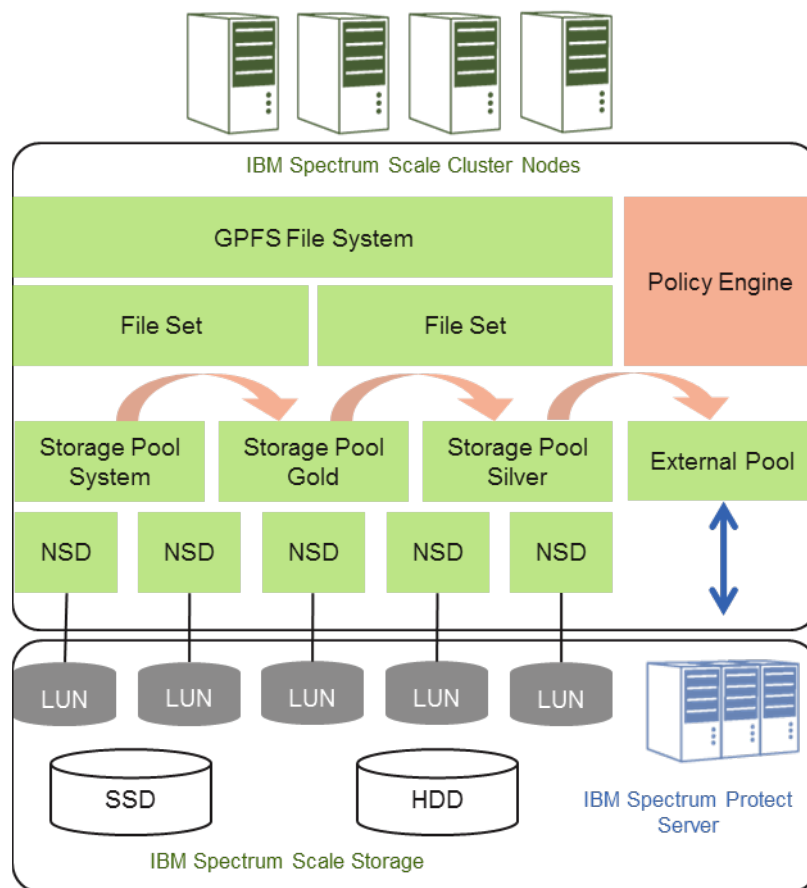 IBM Spectrum Scale Cluster Nodes
GPFS File System
Policy Engine
File Set
File Set
Storage Pool
System
Storage Pool
Gold
Storage Pool
Silver
External Pool
NSD
NSD
NSD
NSD
NSD
LUN
LUN
LUN
LUN
LUN
SSD
HDD
IBM Spectrum Protect
Server
IBM Spectrum Scale Storage